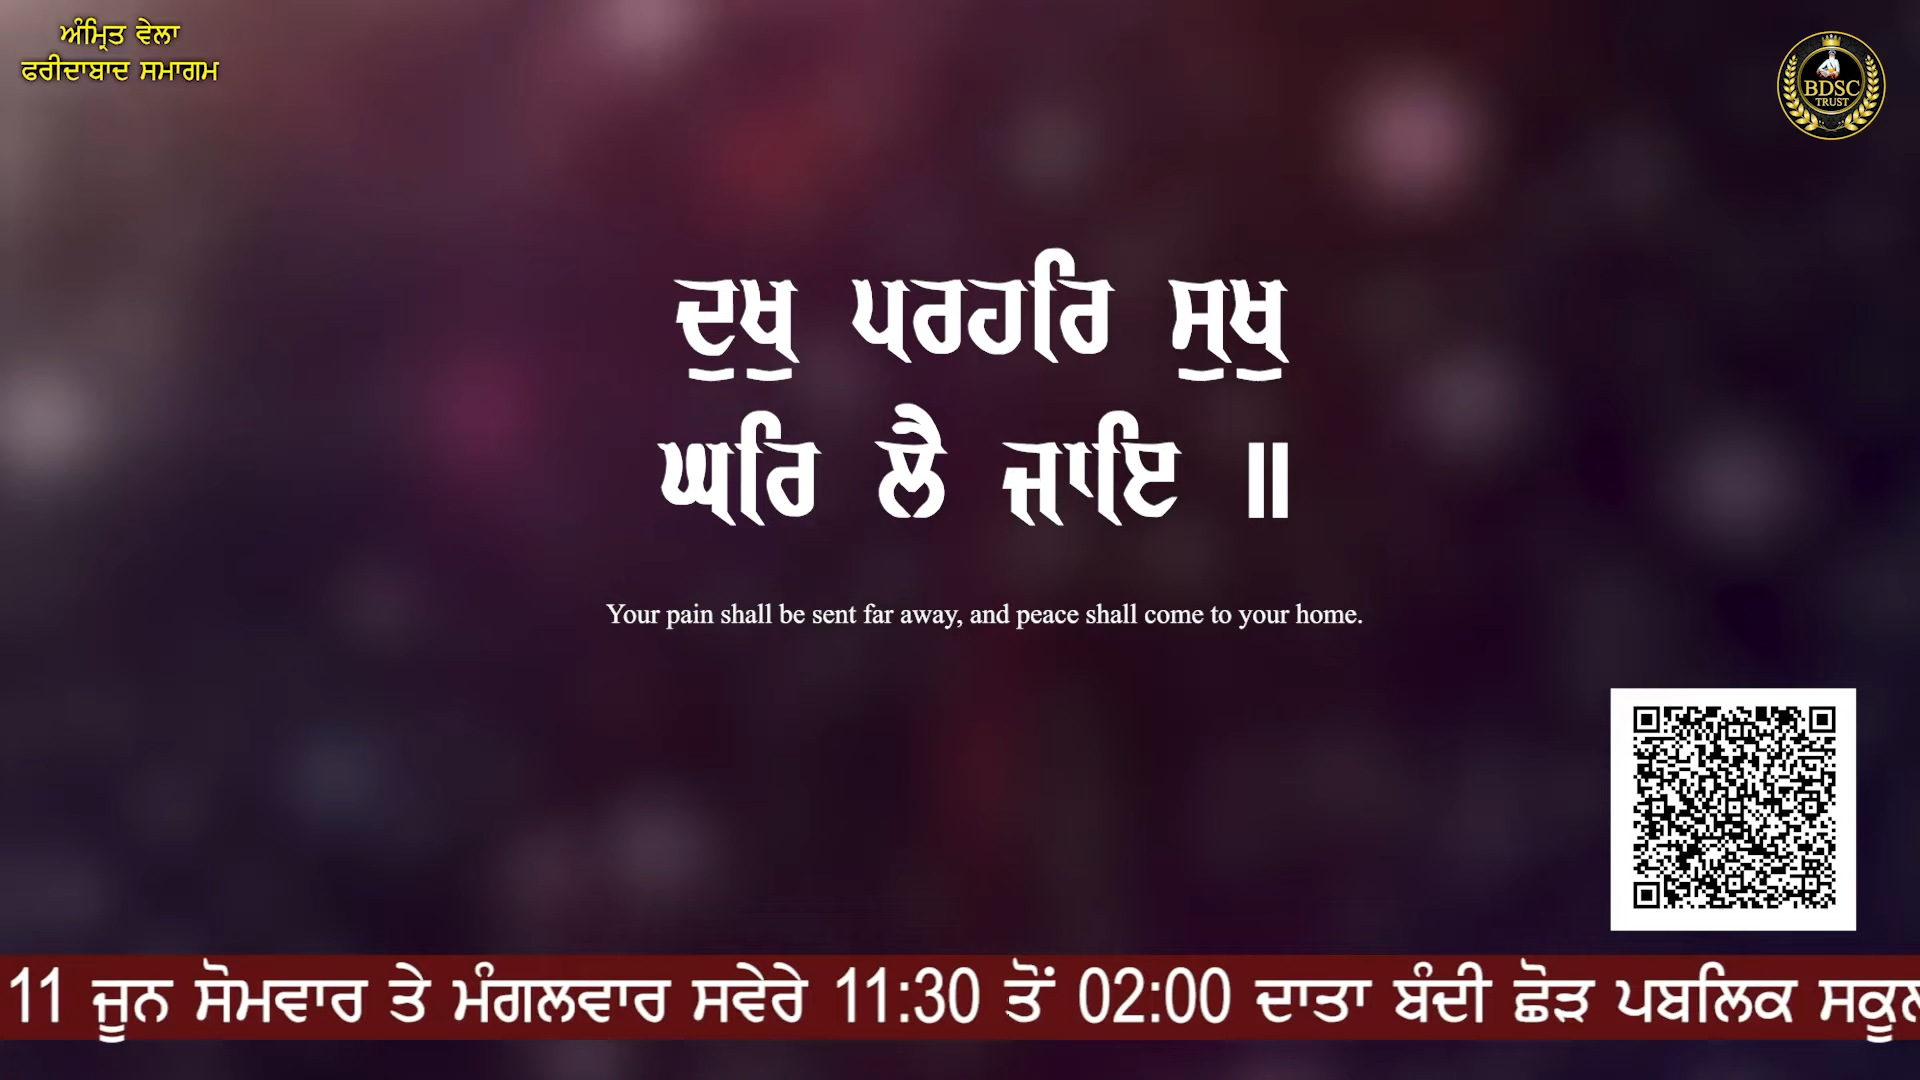 ਅੰਮ੍ਰਿਤ ਵੇਲਾ
ਫਰੀਦਾਬਾਦ ਸਮਾਗਮ
BDSC
TRUST
ਦੁਖੁ ਪਰਹਰਿ ਸੁਖੁ
ਘਰਿ ਲੈ ਜਾਇ ॥
Your pain shall be sent far away, and peace shall come to your home.
11 ਜੂਨ ਸੋਮਵਾਰ ਤੇ ਮੰਗਲਵਾਰ ਸਵੇਰੇ 11:30 ਤੋਂ 02:00 ਦਾਤਾ ਬੰਦੀ ਛੋੜ ਪਬਲਿਕ ਸਕੂਲ